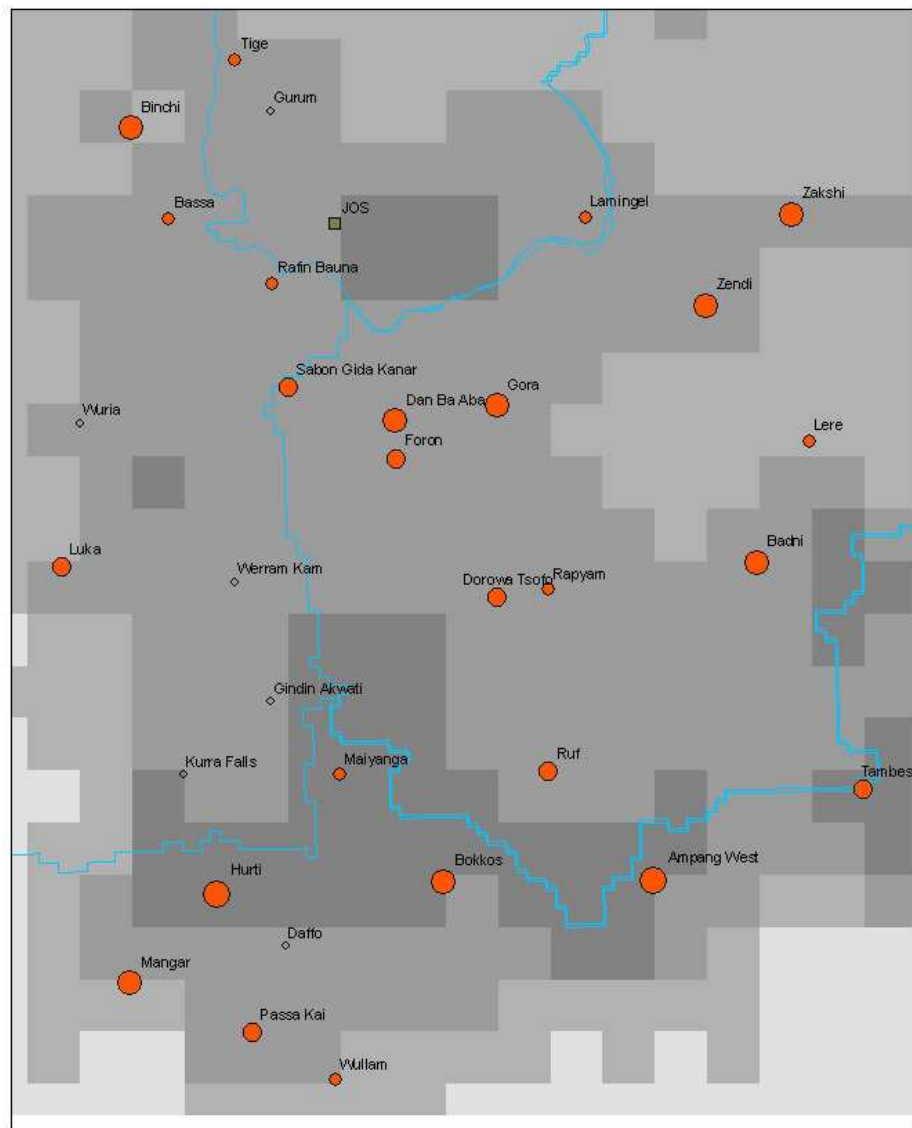 Tige
Gurum
Binchi
Bassa
JOS
Lamingel
Zakshi
Rafin Bauna
Zendi
Sabon Gida Kanar
Dan Ba Aba
Gora
Wuria
Foron
Lere
Luka
Werram Kam
Dorowa Tsofo
Rapyam
Badni
Gindin Akwati
Kurra Falls
Maiyanga
Ruf
Tambes
Hurti
Bokkos
Ampang West
Daffo
Mangar
Passa Kai
Wullam